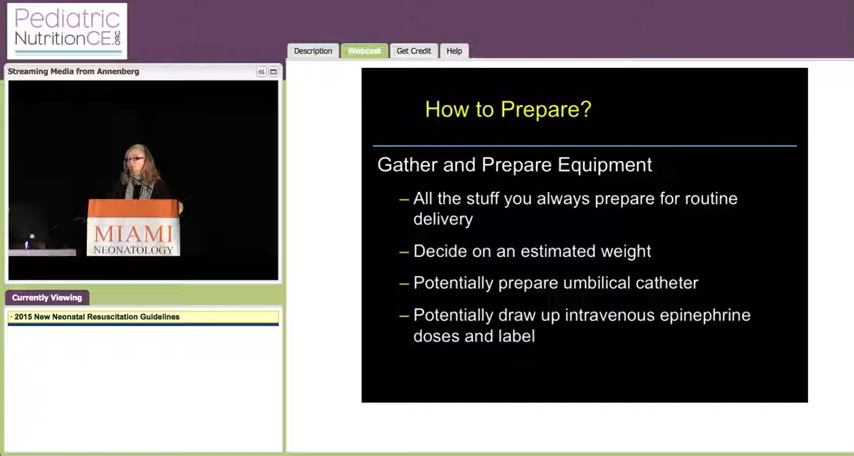 Pediatric
NutritionCE.ORG
Description
Webcast
Get Credit
Help
Streaming Media from Annenberg
MIAMI
NEONATOLOGY
Currently Viewing
· 2015 New Neonatal Resuscitation Guidelines
How to Prepare?
Gather and Prepare Equipment
– All the stuff you always prepare for routine
delivery
– Decide on an estimated weight
– Potentially prepare umbilical catheter
– Potentially draw up intravenous epinephrine
doses and label